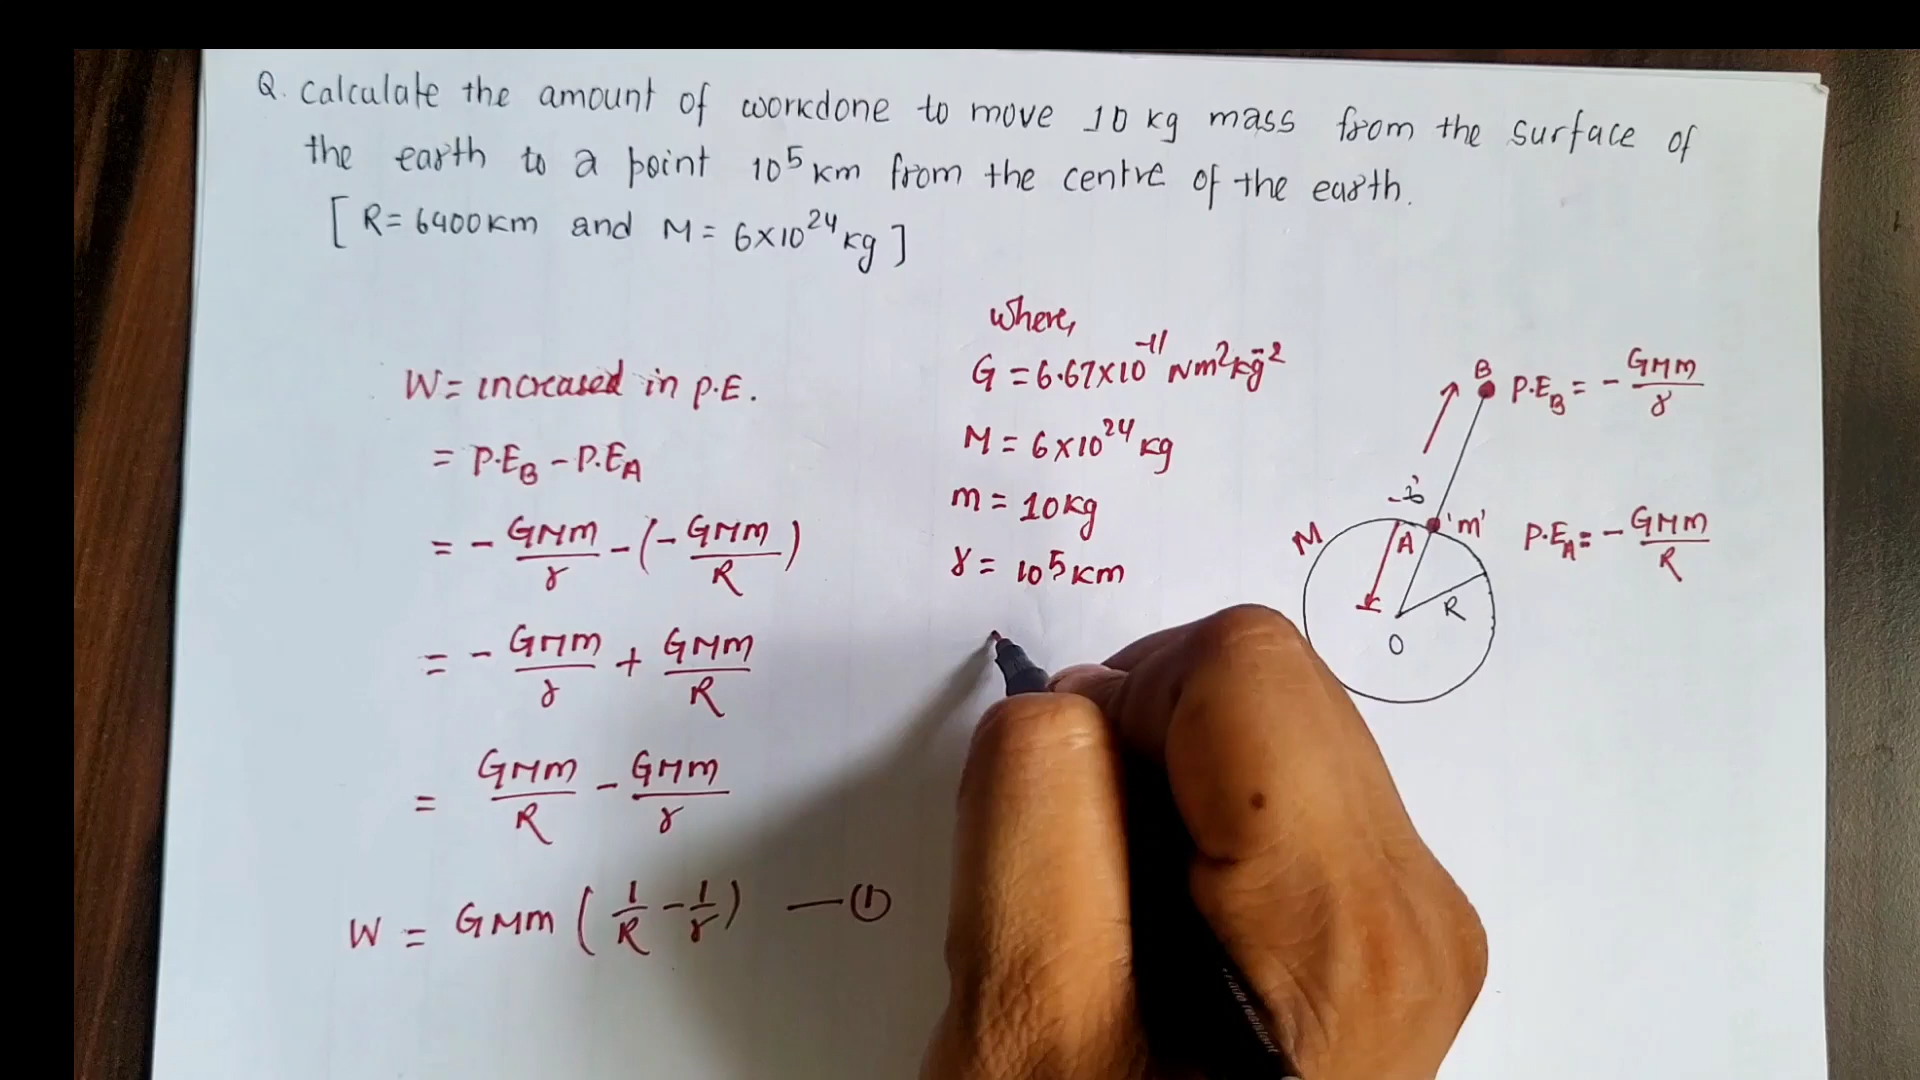 Q. Calculate the amount of workdone to move 10 kg mass from the surface of
the earth to a point 10⁵ km from the centre of the earth.
[R = 6400 km and M = 6×10²⁴ kg]
W = increased in P.E.
= P.E_B - P.E_A
= - GMm/r - (- GMm/R)
= - GMm/r + GMm/R
= GMm/R - GMm/r
W = GMm (1/R - 1/r) — ①
where,
G = 6.67×10⁻¹¹ Nm²kg⁻²
M = 6×10²⁴ kg
m = 10kg
r = 10⁵ km
B P.E_B = - GMm/r
M A 'm' P.E_A = - GMm/R
R
O